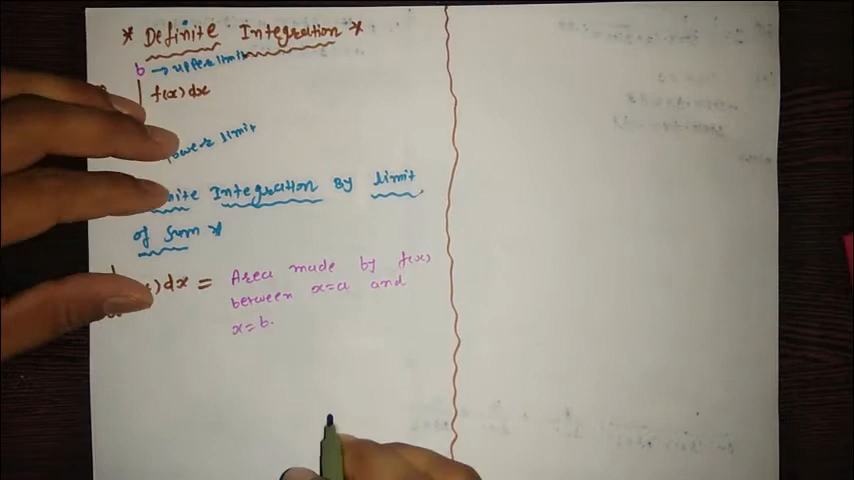 * Definite Integration *
b → upper limit
f(x) dx
lower limit
Integration By limit
of sum *
)dx = Area made by f(x)
between x=a and
x=b.